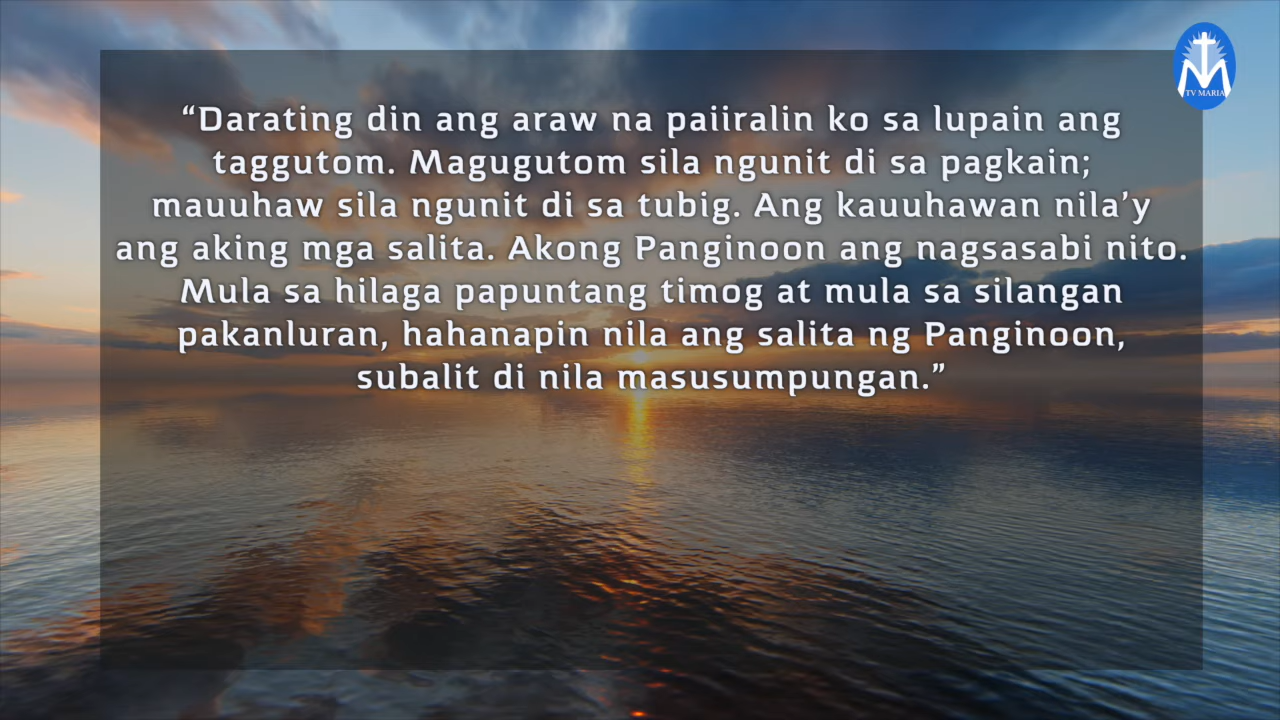 “Darating din ang araw na paiiralin ko sa lupain ang
taggutom. Magugutom sila ngunit di sa pagkain;
mauuhaw sila ngunit di sa tubig. Ang kauuhawan nila’y
ang aking mga salita. Akong Panginoon ang nagsasabi nito.
Mula sa hilaga papuntang timog at mula sa silangan
pakanluran, hahanapin nila ang salita ng Panginoon,
subalit di nila masusumpungan.”
TV MARIA